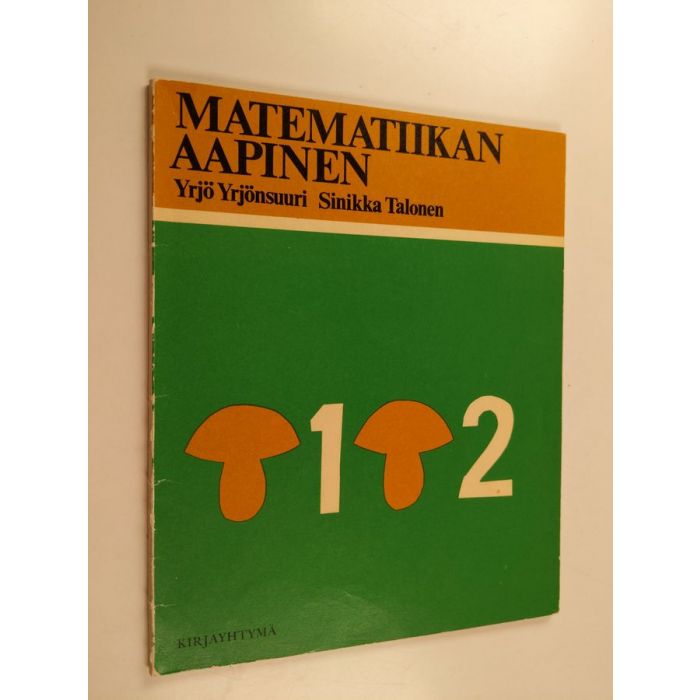 MATEMATIIKAN
AAPINEN
Yrjö Yrjönsuuri Sinikka Talonen
1 2
KIRJAYHTYMÄ